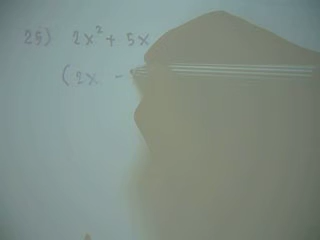 25) 2x² + 5x
(2x -